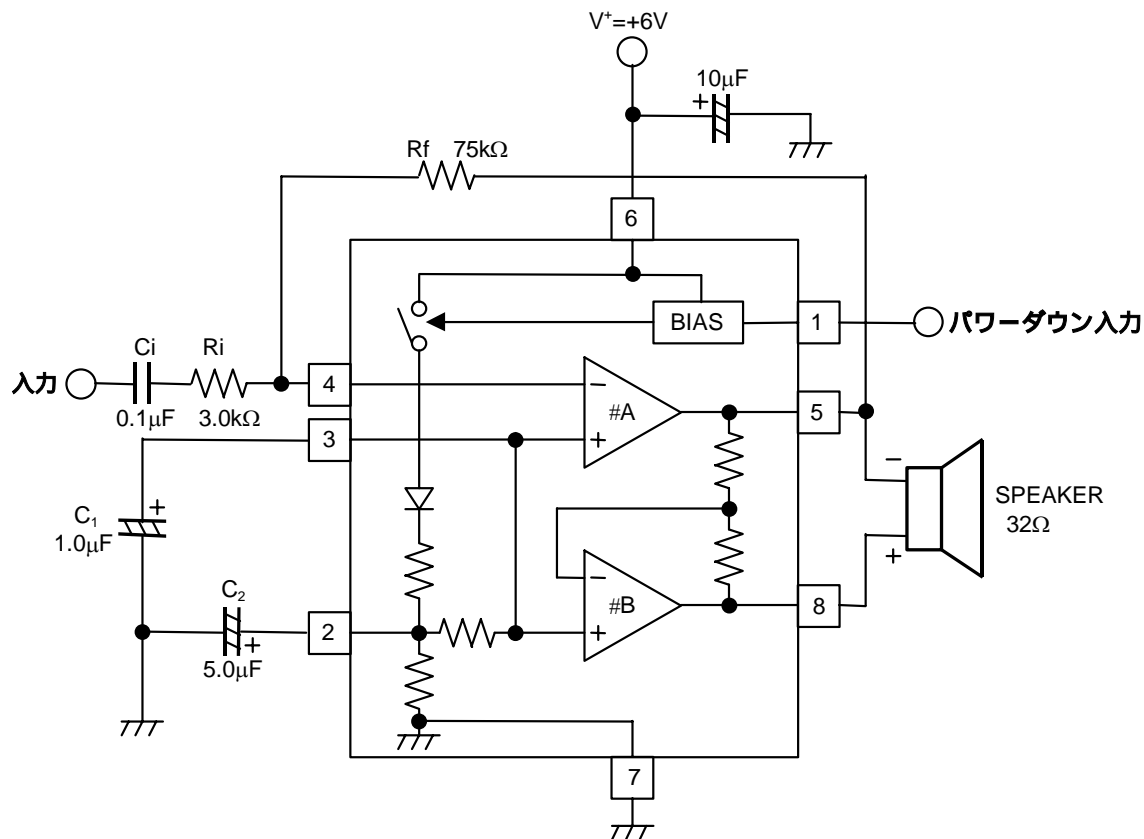 V⁺=+6V
10μF
+
Rf 75kΩ
6
BIAS
1
パワーダウン入力
入力
Ci
Ri
0.1μF
3.0kΩ
4
−
#A
+
5
3
C₁
1.0μF
+
−
+
SPEAKER
32Ω
C₂
5.0μF
+
2
−
#B
+
8
7